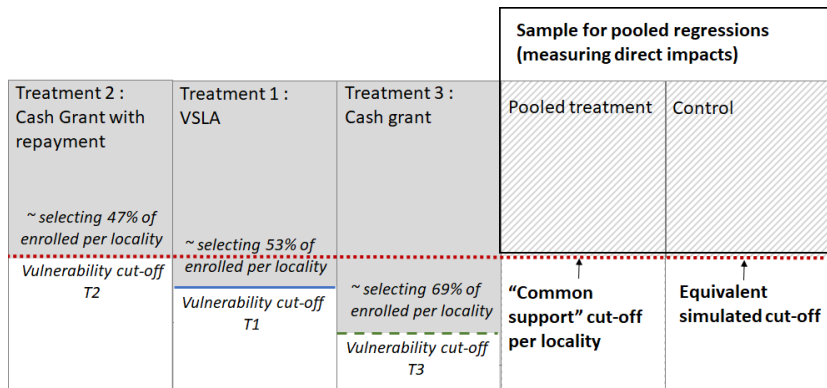 Sample for pooled regressions
(measuring direct impacts)
Treatment 2 :
Cash Grant with
repayment
~ selecting 47% of
enrolled per locality
Vulnerability cut-off
T2
Treatment 1 :
VSLA
~ selecting 53% of
enrolled per locality
Vulnerability cut-off
T1
Treatment 3 :
Cash grant
~ selecting 69% of
enrolled per locality
Vulnerability cut-off
T3
Pooled treatment
“Common
support” cut-off
per locality
Control
Equivalent
simulated cut-off